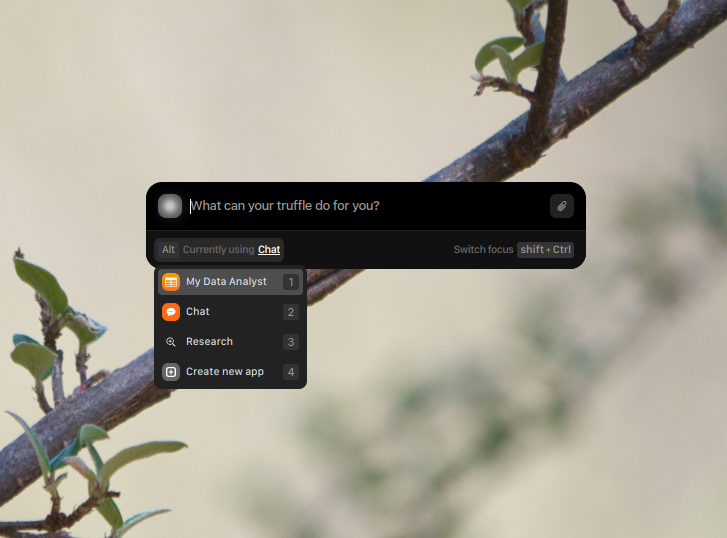 What can your truffle do for you?
Alt Currently using Chat Switch focus shift + Ctrl
My Data Analyst 1
Chat 2
Research 3
Create new app 4